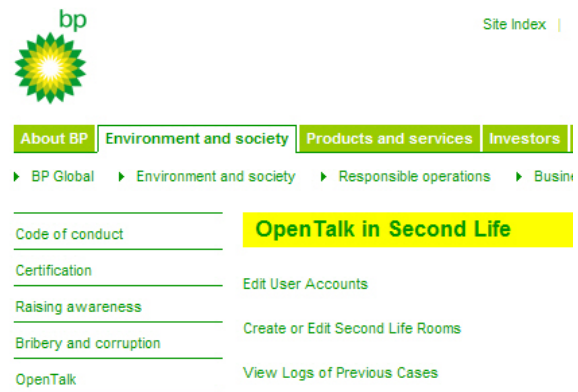 bp
Site Index |
About BP Environment and society Products and services Investors
BP Global Environment and society Responsible operations
Code of conduct
Certification
Raising awareness
Bribery and corruption
OpenTalk
OpenTalk in Second Life
Edit User Accounts
Create or Edit Second Life Rooms
View Logs of Previous Cases